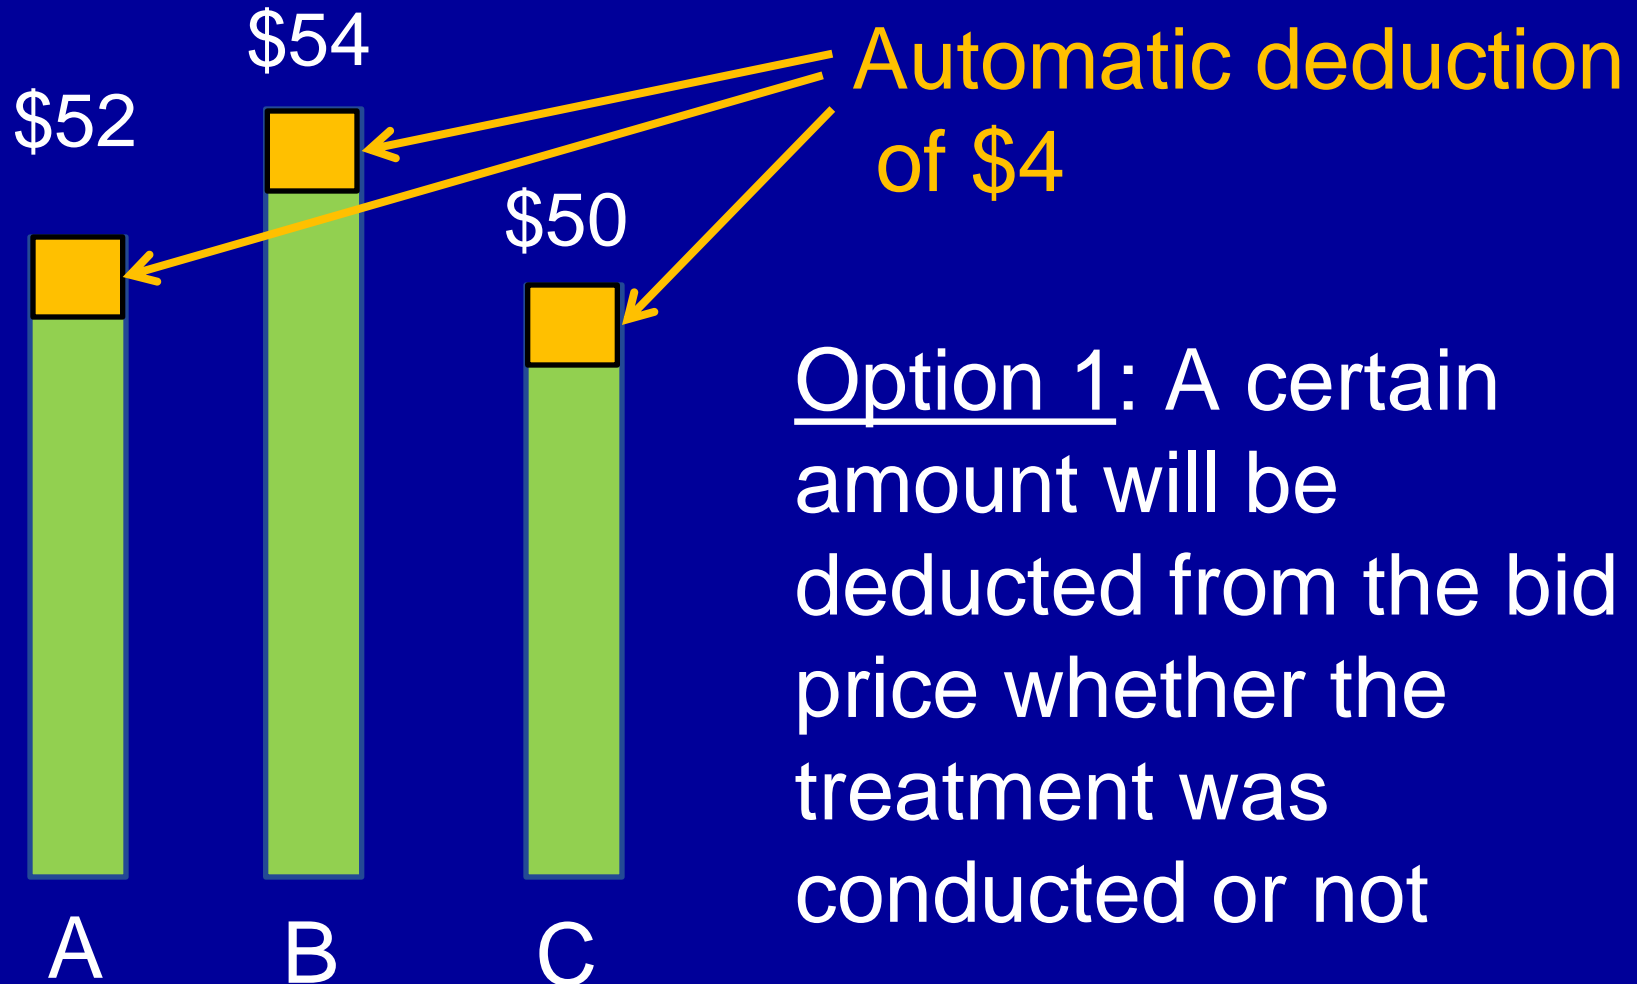 $54
$52
$50
Automatic deduction
of $4
Option 1: A certain
amount will be
deducted from the bid
price whether the
treatment was
conducted or not
A
B
C